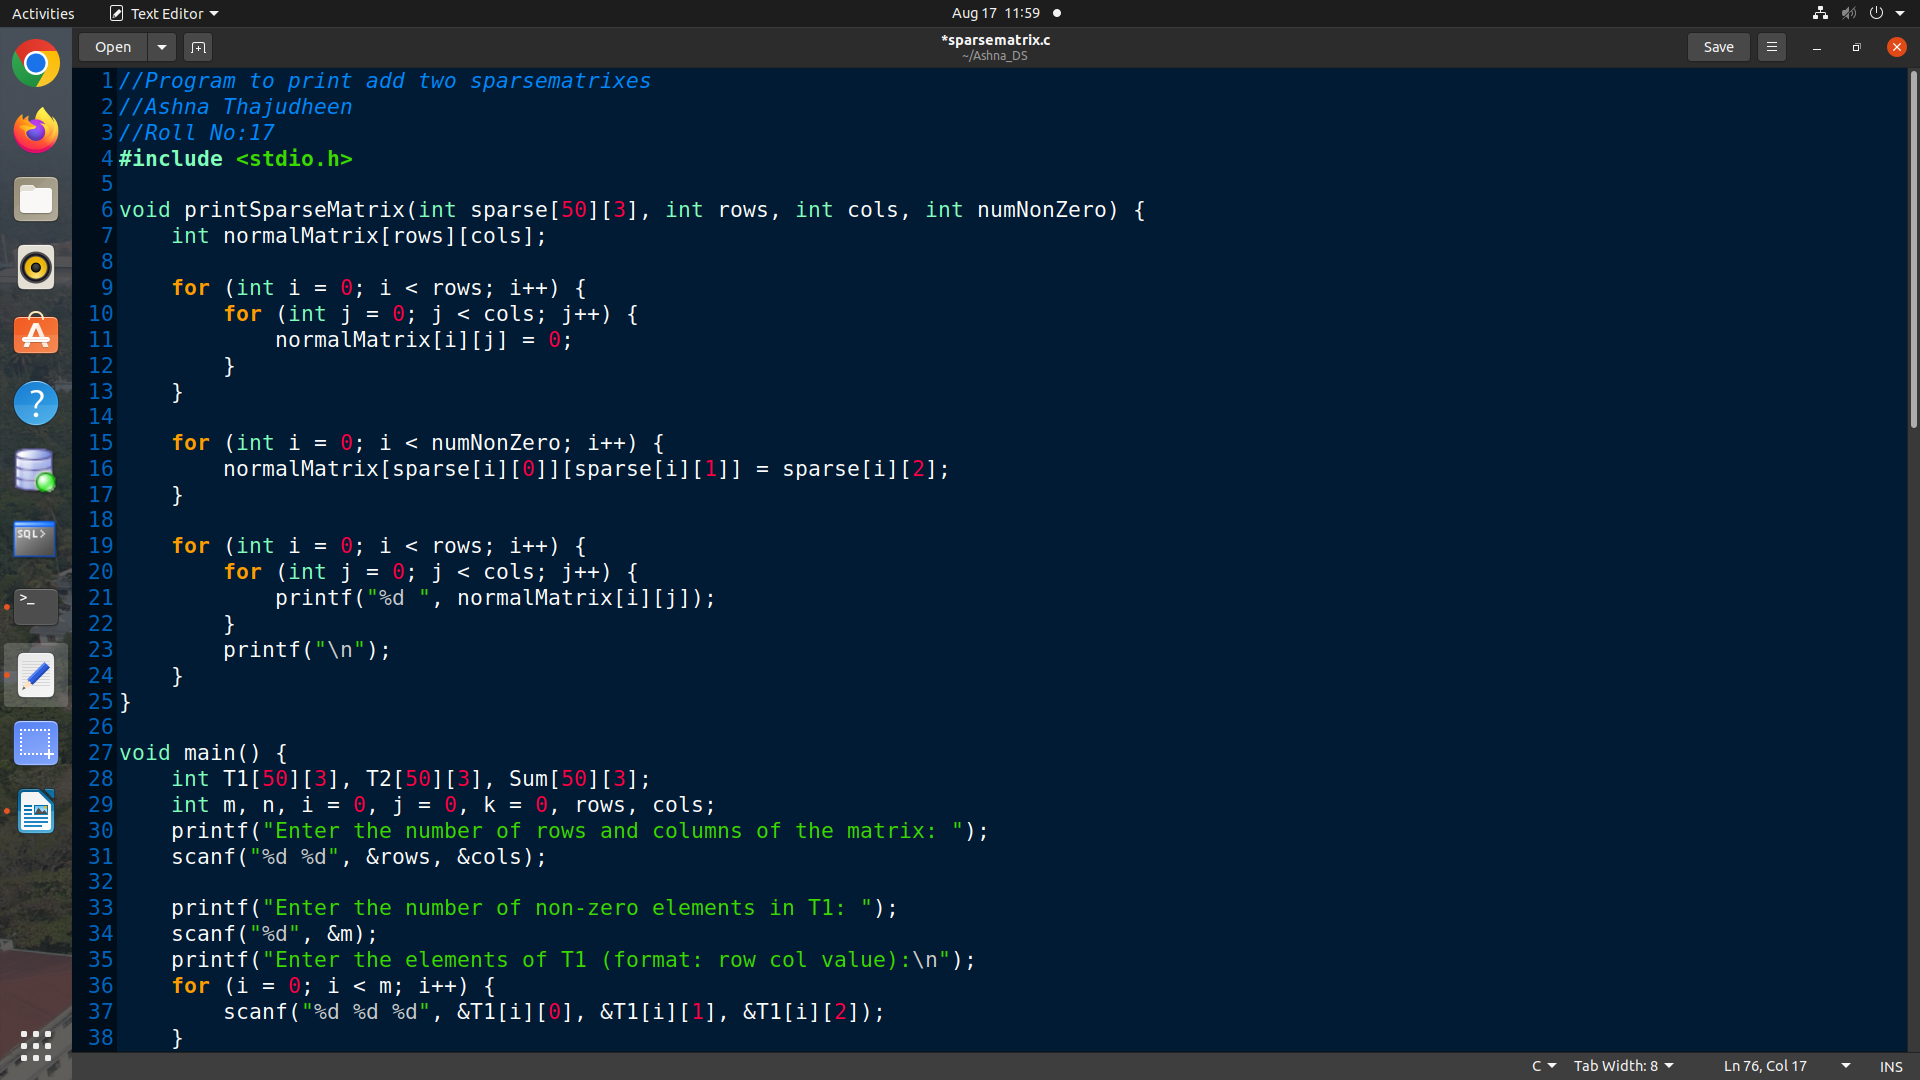 Activities Text Editor Aug 17 11:59
Open *sparsematrix.c Save
~/Ashna_DS
1 //Program to print add two sparsematrixes
2 //Ashna Thajudheen
3 //Roll No:17
4 #include <stdio.h>
5
6 void printSparseMatrix(int sparse[50][3], int rows, int cols, int numNonZero) {
7     int normalMatrix[rows][cols];
8
9     for (int i = 0; i < rows; i++) {
10         for (int j = 0; j < cols; j++) {
11             normalMatrix[i][j] = 0;
12         }
13     }
14
15     for (int i = 0; i < numNonZero; i++) {
16         normalMatrix[sparse[i][0]][sparse[i][1]] = sparse[i][2];
17     }
18
19     for (int i = 0; i < rows; i++) {
20         for (int j = 0; j < cols; j++) {
21             printf("%d ", normalMatrix[i][j]);
22         }
23         printf("\n");
24     }
25 }
26
27 void main() {
28     int T1[50][3], T2[50][3], Sum[50][3];
29     int m, n, i = 0, j = 0, k = 0, rows, cols;
30     printf("Enter the number of rows and columns of the matrix: ");
31     scanf("%d %d", &rows, &cols);
32
33     printf("Enter the number of non-zero elements in T1: ");
34     scanf("%d", &m);
35     printf("Enter the elements of T1 (format: row col value):\n");
36     for (i = 0; i < m; i++) {
37         scanf("%d %d %d", &T1[i][0], &T1[i][1], &T1[i][2]);
38     }
SQL>
>_
C Tab Width: 8 Ln 76, Col 17 INS